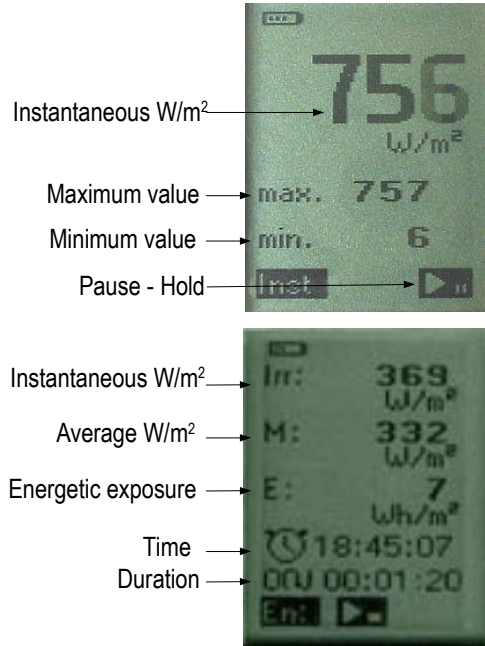 756
Instantaneous W/m²
W/m²
Maximum value
max. 757
Minimum value
min. 6
Pause - Hold
Inst
Instantaneous W/m²
Irr: 369
W/m²
Average W/m²
M: 332
W/m²
Energetic exposure
E: 7
Wh/m²
Time
18:45:07
Duration
00:01:20
En: